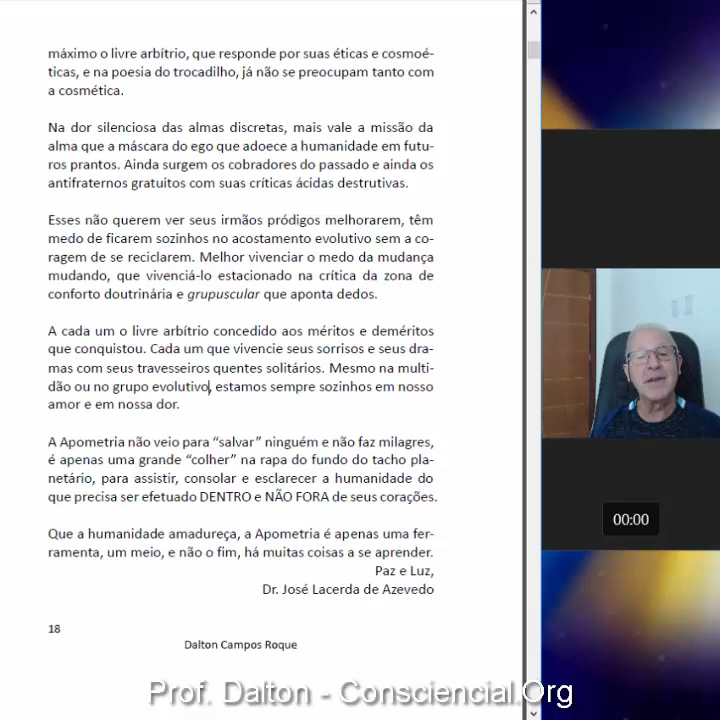 máximo o livre arbítrio, que responde por suas éticas e cosmoé-
ticas, e na poesia do trocadilho, já não se preocupam tanto com
a cosmética.
Na dor silenciosa das almas discretas, mais vale a missão da
alma que a máscara do ego que adoece a humanidade em futu-
ros prantos. Ainda surgem os cobradores do passado e ainda os
antifraternos gratuitos com suas críticas ácidas destrutivas.
Esses não querem ver seus irmãos pródigos melhorarem, têm
medo de ficarem sozinhos no acostamento evolutivo sem a co-
ragem de se reciclarem. Melhor vivenciar o medo da mudança
mudando, que vivenciá-lo estacionado na crítica da zona de
conforto doutrinária e grupuscular que aponta dedos.
A cada um o livre arbítrio concedido aos méritos e deméritos
que conquistou. Cada um que vivencie seus sorrisos e seus dra-
mas com seus travesseiros quentes solitários. Mesmo na multi-
dão ou no grupo evolutivo, estamos sempre sozinhos em nosso
amor e em nossa dor.
A Apometria não veio para “salvar” ninguém e não faz milagres,
é apenas uma grande “colher” na rapa do fundo do tacho pla-
netário, para assistir, consolar e esclarecer a humanidade do
que precisa ser efetuado DENTRO e NÃO FORA de seus corações.
Que a humanidade amadureça, a Apometria é apenas uma fer-
ramenta, um meio, e não o fim, há muitas coisas a se aprender.
Paz e Luz,
Dr. José Lacerda de Azevedo
18
Dalton Campos Roque
00:00
Prof. Dalton - Consciencial.Org